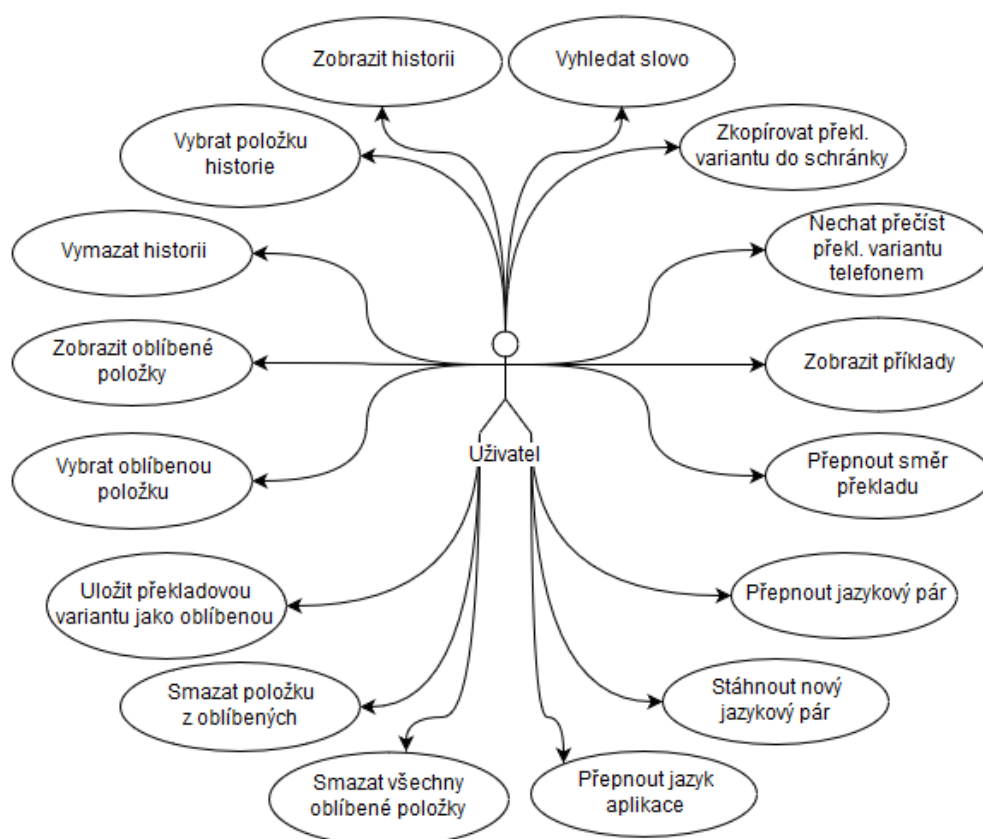 Zobrazit historii
Vyhledat slovo
Vybrat položku
historie
Zkopírovat překl.
variantu do schránky
Vymazat historii
Nechat přečíst
překl. variantu
telefonem
Zobrazit oblíbené
položky
Zobrazit příklady
Uživatel
Vybrat oblíbenou
položku
Přepnout směr
překladu
Uložit překladovou
variantu jako oblíbenou
Přepnout jazykový pár
Smazat položku
z oblíbených
Stáhnout nový
jazykový pár
Smazat všechny
oblíbené položky
Přepnout jazyk
aplikace